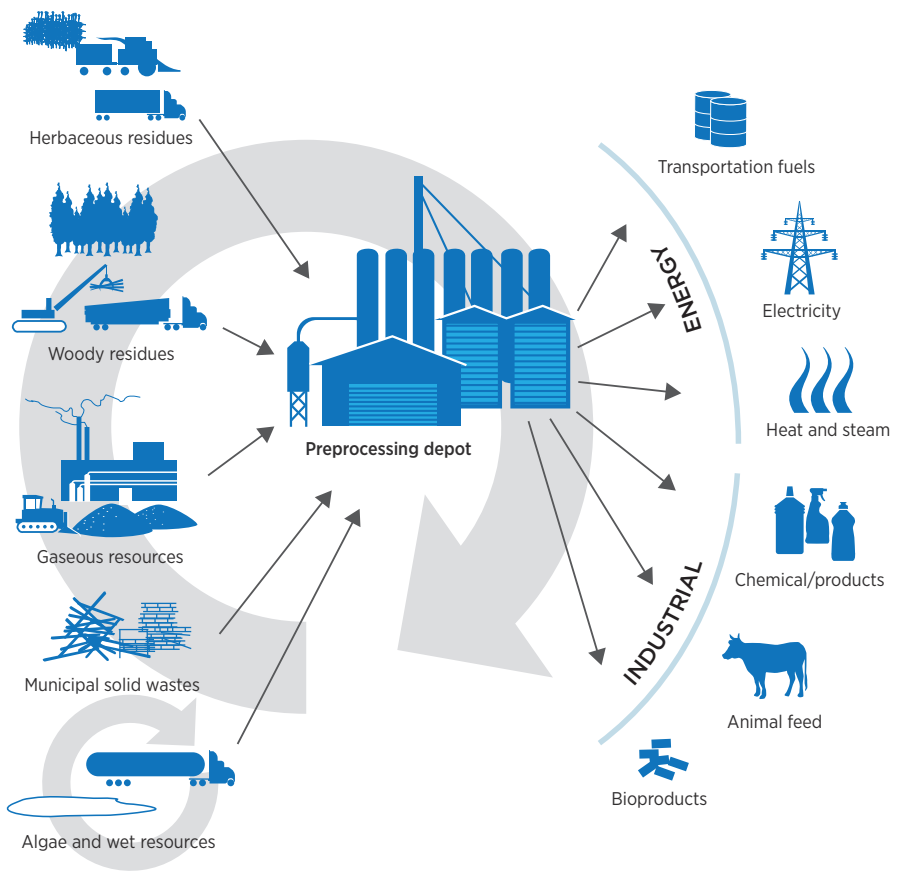 Herbaceous residues
Woody residues
Gaseous resources
Municipal solid wastes
Algae and wet resources
Preprocessing depot
ENERGY
Transportation fuels
Electricity
Heat and steam
INDUSTRIAL
Chemical/products
Animal feed
Bioproducts